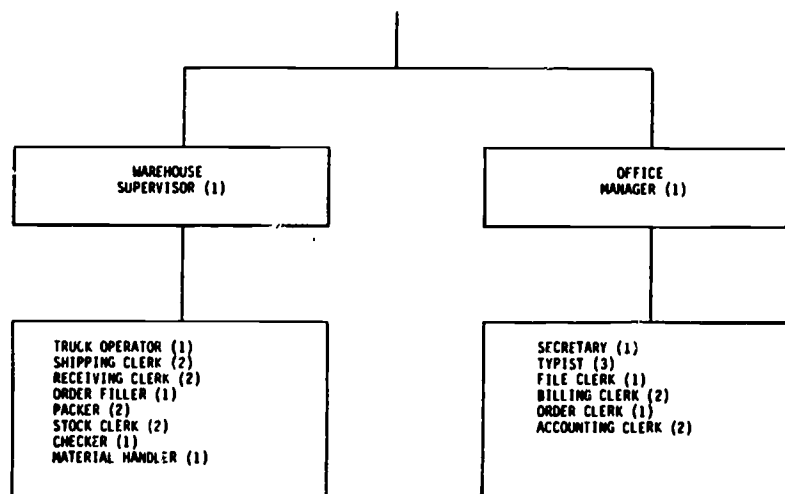 WAREHOUSE
SUPERVISOR (1)
OFFICE
MANAGER (1)
TRUCK OPERATOR (1)
SHIPPING CLERK (2)
RECEIVING CLERK (2)
ORDER FILLER (1)
PACKER (2)
STOCK CLERK (2)
CHECKER (1)
MATERIAL HANDLER (1)
SECRETARY (1)
TYPIST (3)
FILE CLERK (1)
BILLING CLERK (2)
ORDER CLERK (1)
ACCOUNTING CLERK (2)